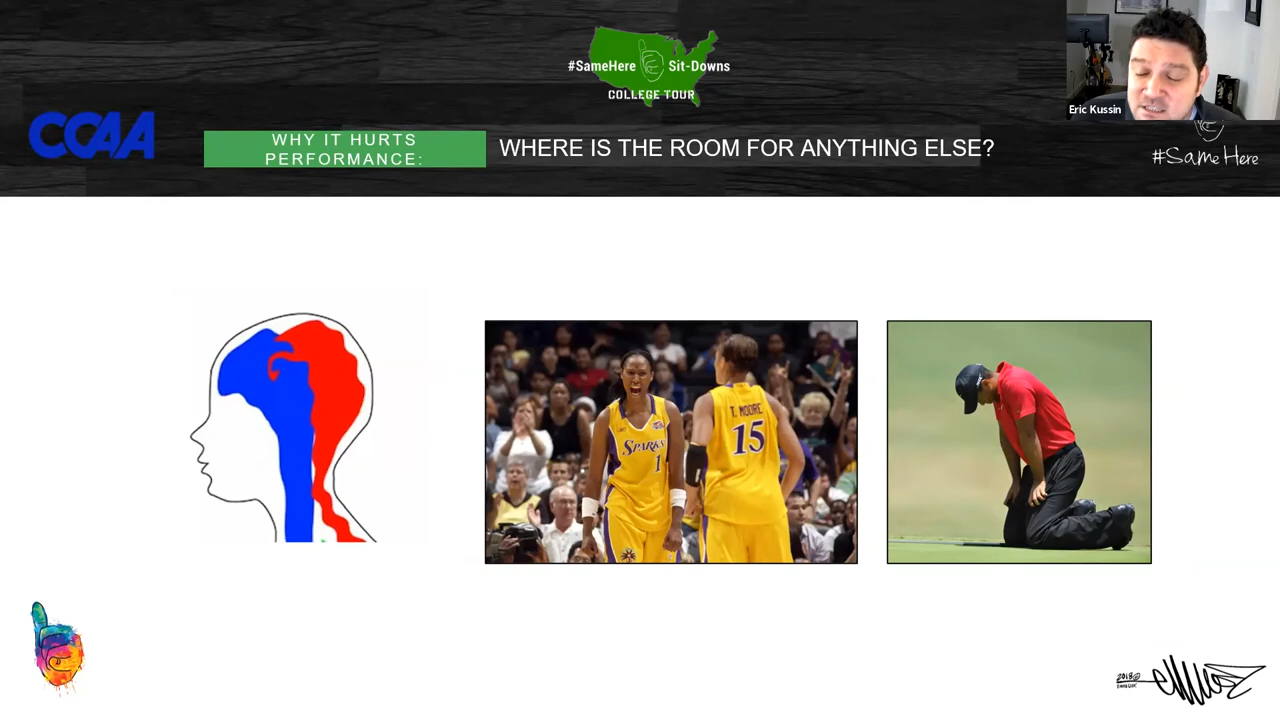 #SameHere Sit-Downs
COLLEGE TOUR
Eric Kussin
CCAA
WHY IT HURTS
PERFORMANCE:
WHERE IS THE ROOM FOR ANYTHING ELSE?
#SameHere
T. MOORE
15
SPARKS
1
2018